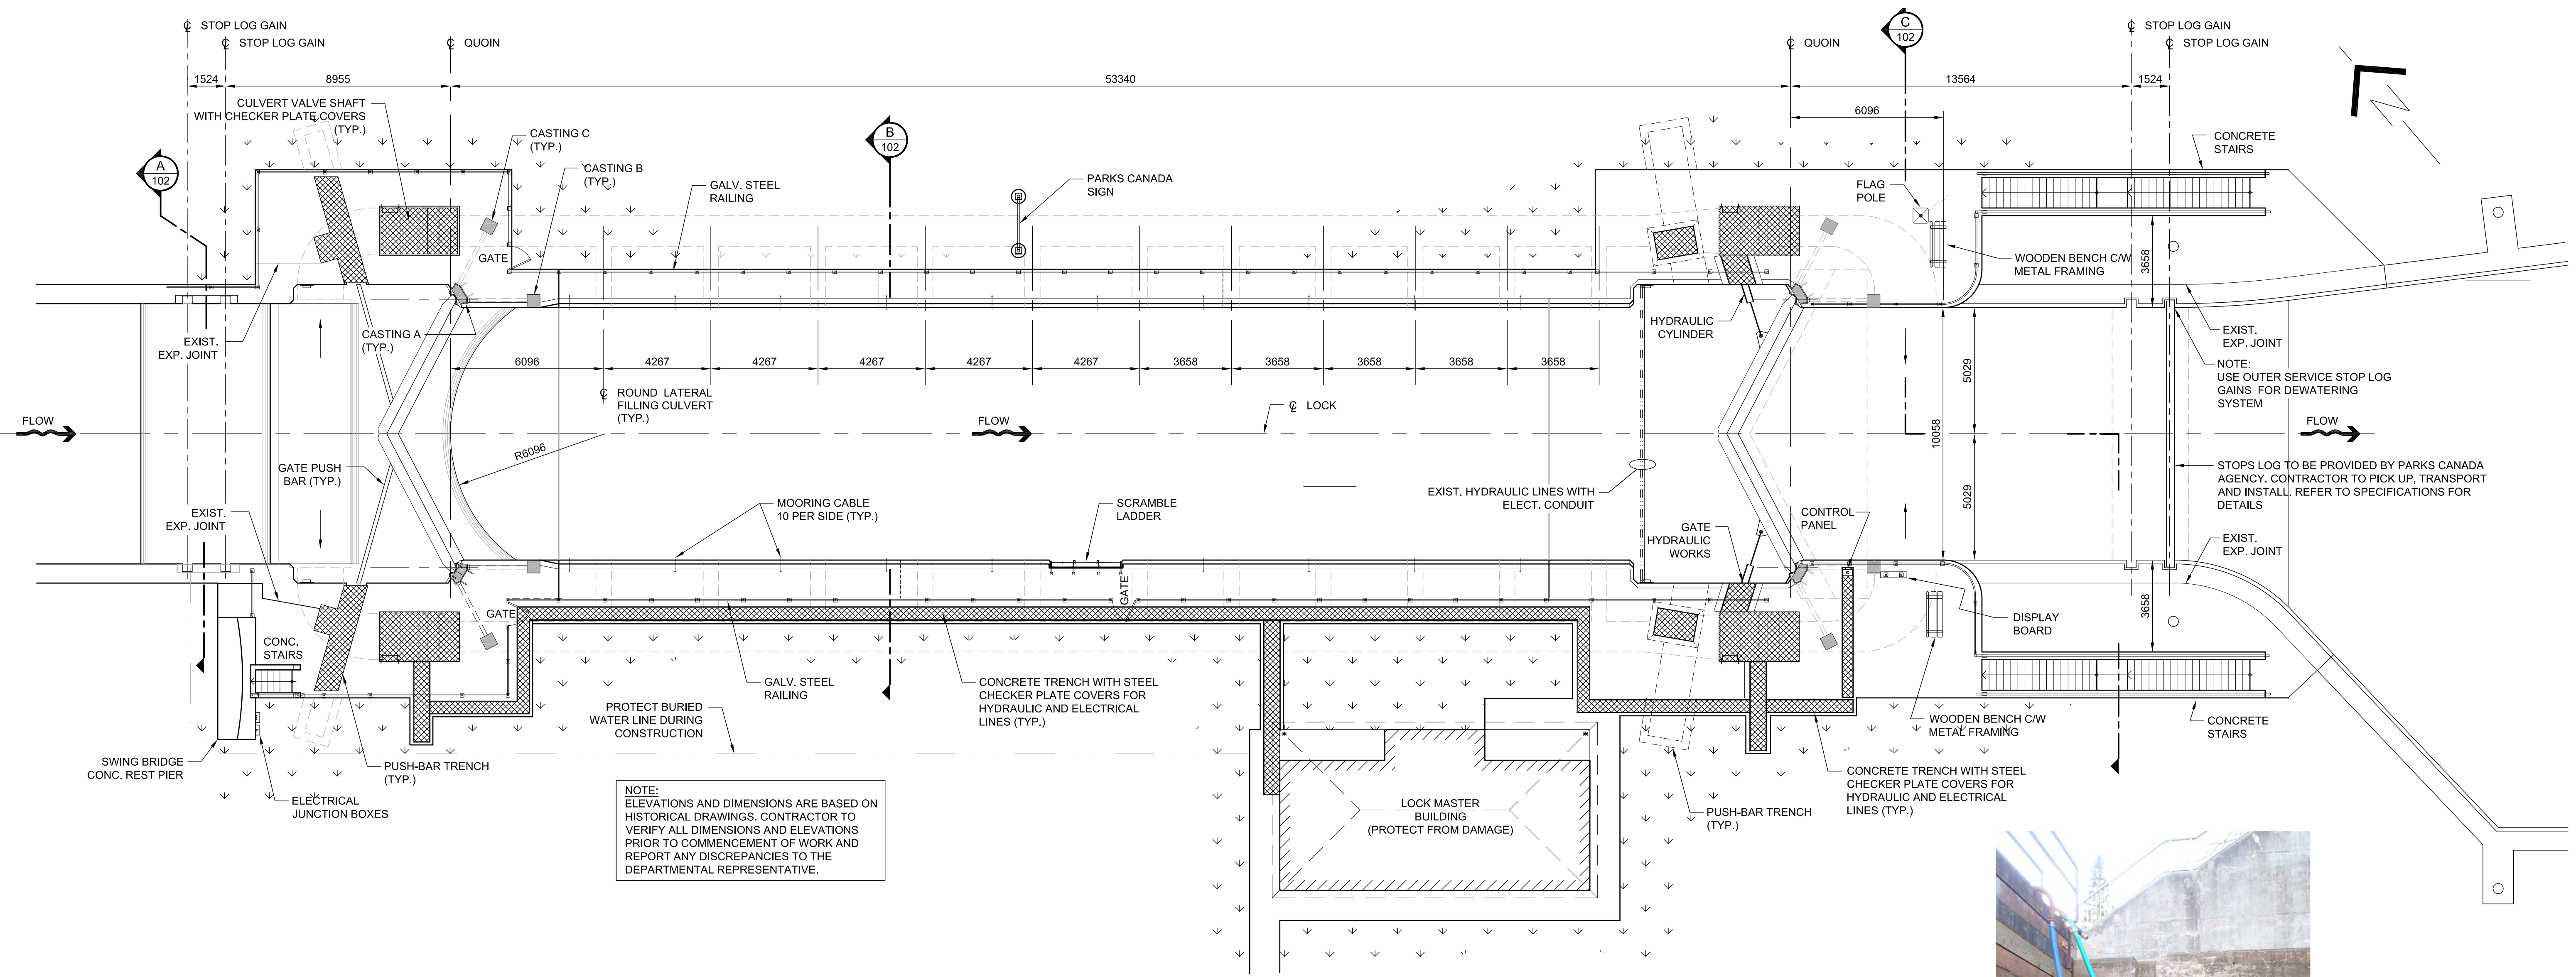 ℄ STOP LOG GAIN
℄ STOP LOG GAIN
℄ QUOIN
℄ QUOIN
C
102
℄ STOP LOG GAIN
℄ STOP LOG GAIN
1524
8955
53340
13564
1524
6096
CULVERT VALVE SHAFT
WITH CHECKER PLATE COVERS
(TYP.)
CASTING C
(TYP.)
CASTING B
(TYP.)
A
102
B
102
GALV. STEEL
RAILING
PARKS CANADA
SIGN
FLAG
POLE
CONCRETE
STAIRS
GATE
WOODEN BENCH C/W
METAL FRAMING
3658
EXIST.
EXP. JOINT
CASTING A
(TYP.)
HYDRAULIC
CYLINDER
EXIST.
EXP. JOINT
6096
4267
4267
4267
4267
4267
3658
3658
3658
3658
3658
5029
NOTE:
USE OUTER SERVICE STOP LOG
GAINS FOR DEWATERING
SYSTEM
℄ ROUND LATERAL
FILLING CULVERT
(TYP.)
℄ LOCK
FLOW
FLOW
FLOW
10058
R6096
GATE PUSH
BAR (TYP.)
STOPS LOG TO BE PROVIDED BY PARKS CANADA
AGENCY. CONTRACTOR TO PICK UP, TRANSPORT
AND INSTALL. REFER TO SPECIFICATIONS FOR
DETAILS
EXIST. HYDRAULIC LINES WITH
ELECT. CONDUIT
5029
MOORING CABLE
10 PER SIDE (TYP.)
SCRAMBLE
LADDER
EXIST.
EXP. JOINT
GATE
HYDRAULIC
WORKS
CONTROL
PANEL
EXIST.
EXP. JOINT
GATE
GATE
3658
DISPLAY
BOARD
CONC.
STAIRS
GALV. STEEL
RAILING
CONCRETE TRENCH WITH STEEL
CHECKER PLATE COVERS FOR
HYDRAULIC AND ELECTRICAL
LINES (TYP.)
PROTECT BURIED
WATER LINE DURING
CONSTRUCTION
WOODEN BENCH C/W
METAL FRAMING
CONCRETE
STAIRS
SWING BRIDGE
CONC. REST PIER
PUSH-BAR TRENCH
(TYP.)
CONCRETE TRENCH WITH STEEL
CHECKER PLATE COVERS FOR
HYDRAULIC AND ELECTRICAL
LINES (TYP.)
ELECTRICAL
JUNCTION BOXES
PUSH-BAR TRENCH
(TYP.)
NOTE:
ELEVATIONS AND DIMENSIONS ARE BASED ON
HISTORICAL DRAWINGS. CONTRACTOR TO
VERIFY ALL DIMENSIONS AND ELEVATIONS
PRIOR TO COMMENCEMENT OF WORK AND
REPORT ANY DISCREPANCIES TO THE
DEPARTMENTAL REPRESENTATIVE.
LOCK MASTER
BUILDING
(PROTECT FROM DAMAGE)